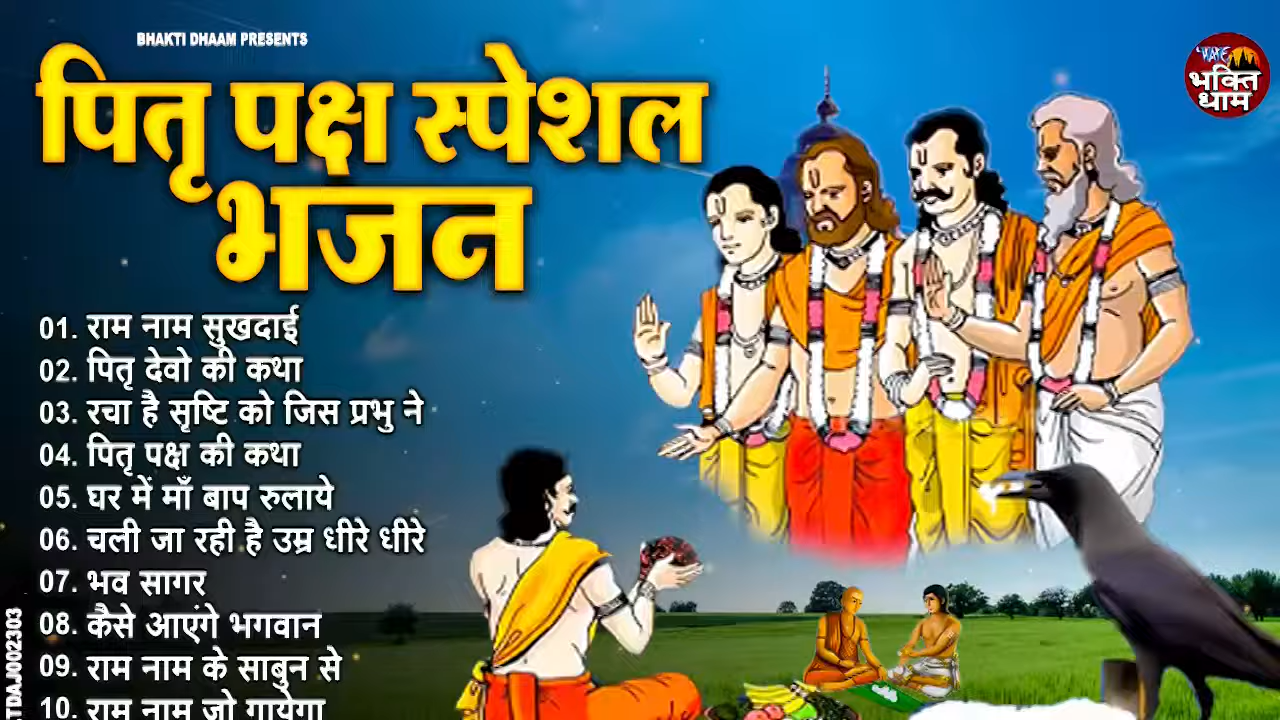 BHAKTI DHAAM PRESENTS
पितृ पक्ष स्पेशल
भजन
01. राम नाम सुखदाई
02. पितृ देवो की कथा
03. रचा है सृष्टि को जिस प्रभु ने
04. पितृ पक्ष की कथा
05. घर में माँ बाप रुलाये
06. चली जा रही है उम्र धीरे धीरे
07. भव सागर
08. कैसे आएंगे भगवान
09. राम नाम के साबुन से
10. राम नाम जो गायेगा
भक्ति
धाम